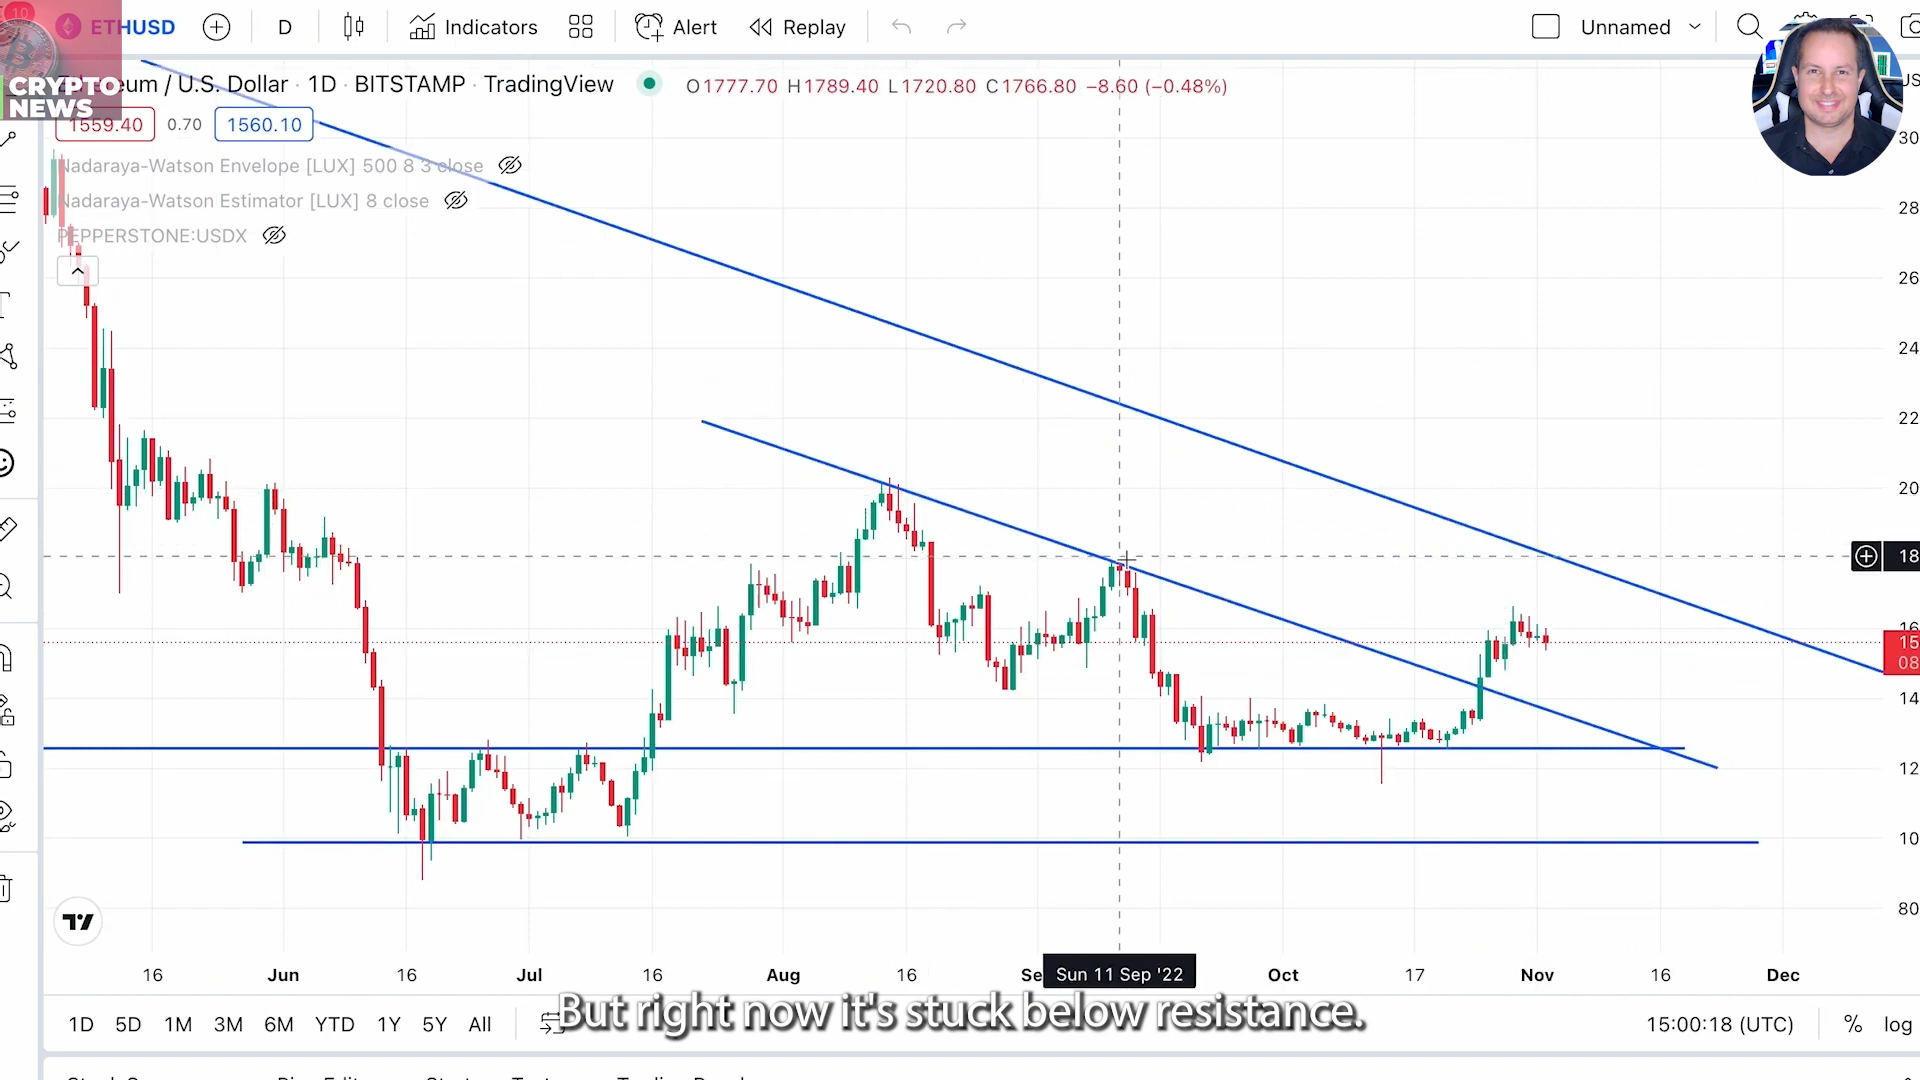 10
ETHUSD
D
Indicators
Alert
Replay
Unnamed
CRYPTO
NEWS
U.S. Dollar · 1D · BITSTAMP · TradingView
O1777.70 H1789.40 L1720.80 C1766.80 −8.60 (−0.48%)
1559.40 0.70 1560.10
Nadaraya-Watson Envelope [LUX] 500 8 3 close
Nadaraya-Watson Estimator [LUX] 8 close
PEPPERSTONE:USDX
30
28
26
24
22
20
18
16
15
08
14
12
10
80
16 Jun 16 Jul 16 Aug 16 Sun 11 Sep '22 Oct 17 Nov 16 Dec
But right now it's stuck below resistance.
1D 5D 1M 3M 6M YTD 1Y 5Y All
15:00:18 (UTC) % log